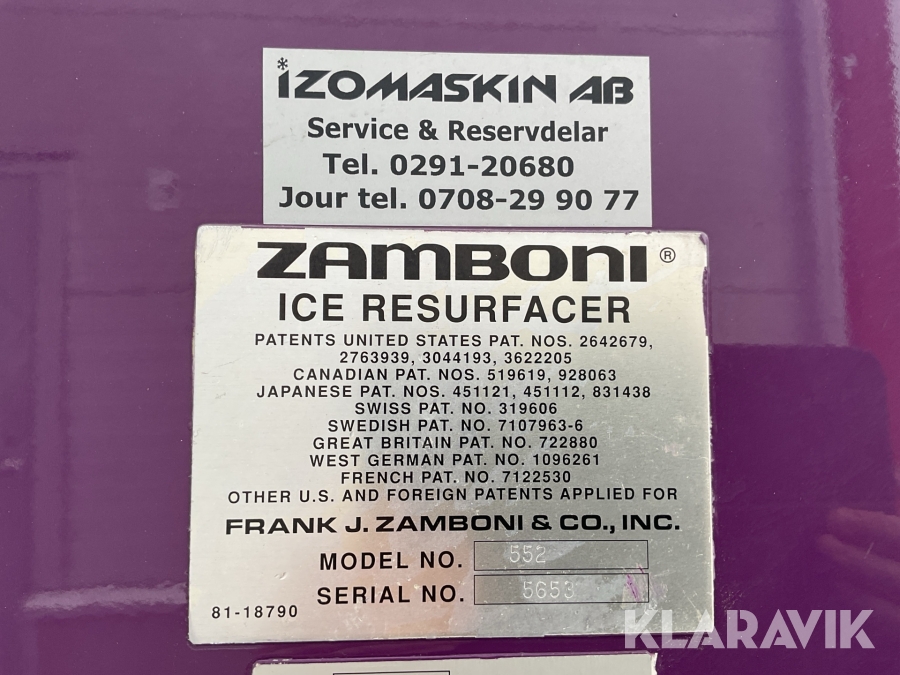 İZOMASKIN AB
Service & Reservdelar
Tel. 0291-20680
Jour tel. 0708-29 90 77
ZAMBONI®
ICE RESURFACER
PATENTS UNITED STATES PAT. NOS. 2642679,
2763939, 3044193, 3622205
CANADIAN PAT. NOS. 519619, 928063
JAPANESE PAT. NOS. 451121, 451112, 831438
SWISS PAT. NO. 319606
SWEDISH PAT. NO. 7107963-6
GREAT BRITAIN PAT. NO. 722880
WEST GERMAN PAT. NO. 1096261
FRENCH PAT. NO. 7122530
OTHER U.S. AND FOREIGN PATENTS APPLIED FOR
FRANK J. ZAMBONI & CO., INC.
MODEL NO. 552
SERIAL NO. 5653
81-18790
KLARAVIK